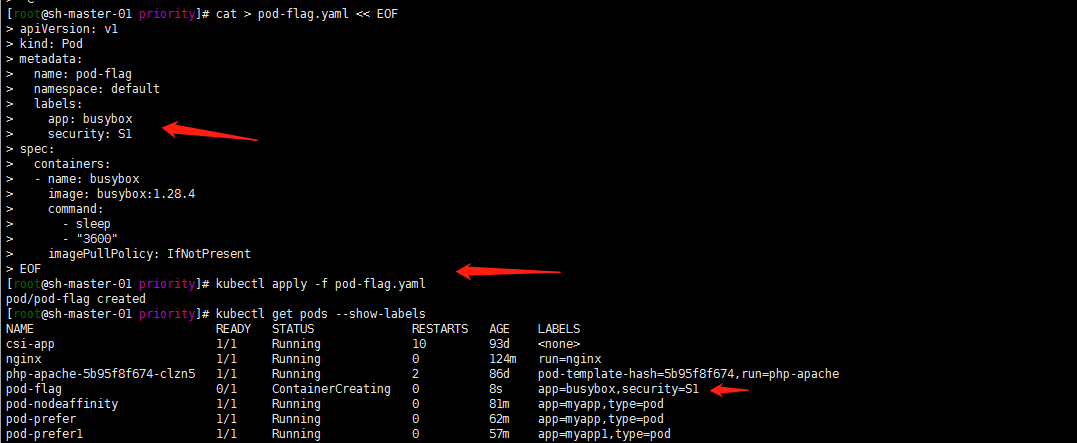 [root@sh-master-01 priority]# cat > pod-flag.yaml << EOF
> apiVersion: v1
> kind: Pod
> metadata:
>   name: pod-flag
>   namespace: default
>   labels:
>     app: busybox
>     security: S1
> spec:
>   containers:
>   - name: busybox
>     image: busybox:1.28.4
>     command:
>       - sleep
>       - "3600"
>     imagePullPolicy: IfNotPresent
> EOF
[root@sh-master-01 priority]# kubectl apply -f pod-flag.yaml
pod/pod-flag created
[root@sh-master-01 priority]# kubectl get pods --show-labels
NAME                          READY   STATUS              RESTARTS   AGE    LABELS
csi-app                       1/1     Running             10         93d    <none>
nginx                         1/1     Running             0          124m   run=nginx
php-apache-5b95f8f674-clzn5   1/1     Running             2          86d    pod-template-hash=5b95f8f674,run=php-apache
pod-flag                      0/1     ContainerCreating   0          8s     app=busybox,security=S1
pod-nodeaffinity              1/1     Running             0          81m    app=myapp,type=pod
pod-prefer                    1/1     Running             0          62m    app=myapp,type=pod
pod-prefer1                   1/1     Running             0          57m    app=myapp1,type=pod